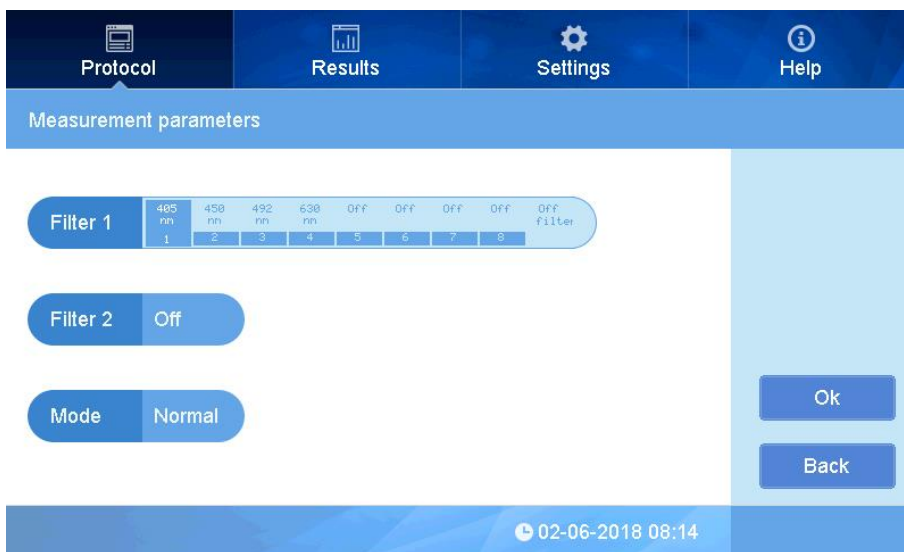 Protocol
Results
Settings
Help
Measurement parameters
Filter 1
405 450 492 630 Off Off Off Off Off
nm nm nm nm filter
1 2 3 4 5 6 7 8
Filter 2 Off
Mode Normal
Ok
Back
02-06-2018 08:14